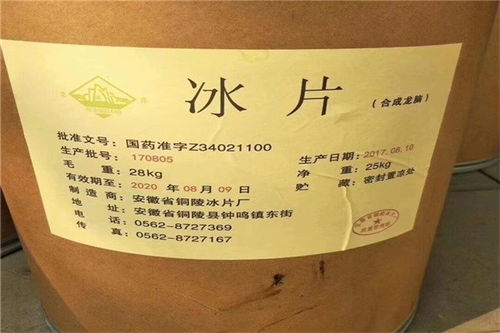 冰片 (合成龙脑)
批准文号: 国药准字Z34021100
生产批号: 170805 生产日期: 2017.08.10
毛重: 28kg 净重: 25kg
有效期至: 2020年08月09日 贮藏: 密封置凉处
制造商: 安徽省铜陵冰片厂
地址: 安徽省铜陵县钟鸣镇东街
电话: 0562-8727369
传真: 0562-8727167